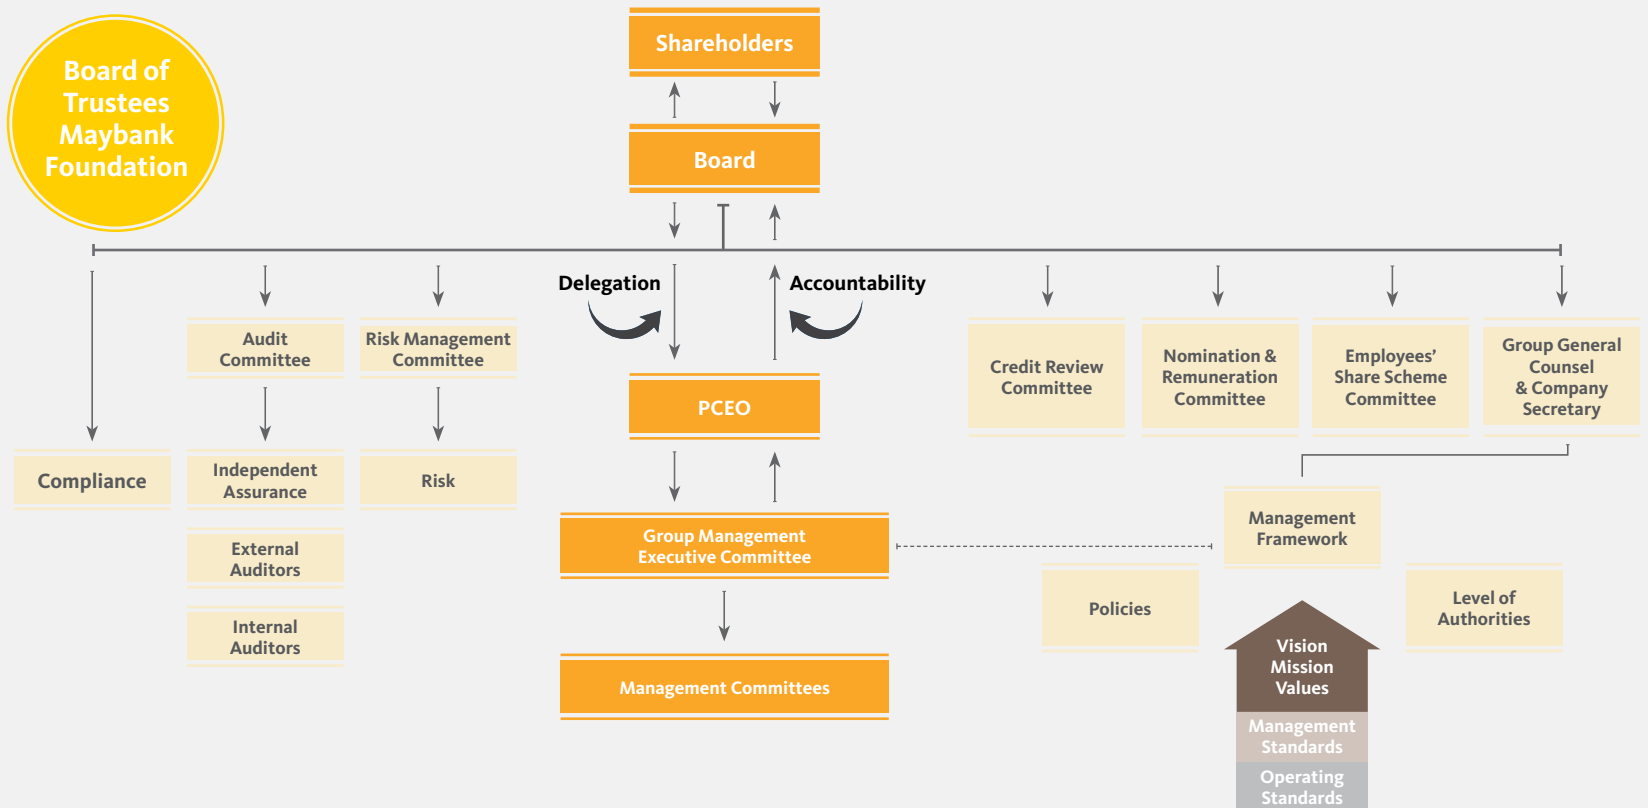 Board of
Trustees
Maybank
Foundation
Shareholders
Board
Delegation
Accountability
Audit
Committee
Risk Management
Committee
PCEO
Credit Review
Committee
Nomination &
Remuneration
Committee
Employees’
Share Scheme
Committee
Group General
Counsel
& Company
Secretary
Compliance
Independent
Assurance
Risk
External
Auditors
Internal
Auditors
Group Management
Executive Committee
Management
Framework
Policies
Level of
Authorities
Management Committees
Vision
Mission
Values
Management
Standards
Operating
Standards